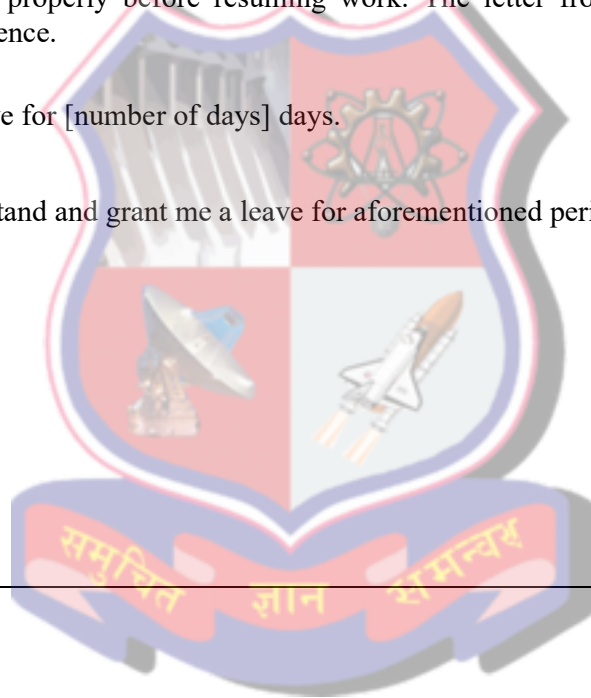 properly before resuming work. The letter fro
ence.
e for [number of days] days.
tand and grant me a leave for aforementioned peri
समुचित ज्ञान समन्वय